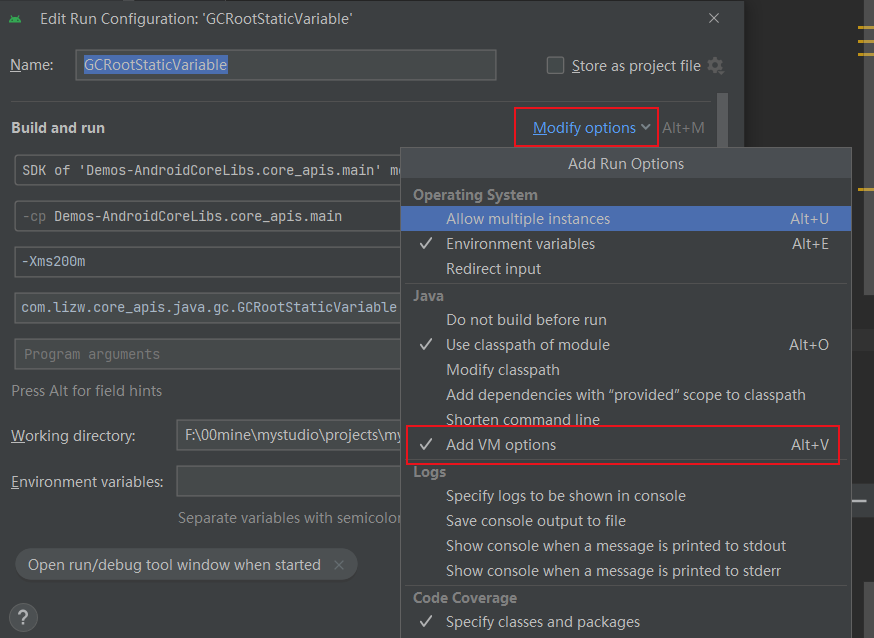 Edit Run Configuration: 'GCRootStaticVariable'
Name: GCRootStaticVariable Store as project file
Build and run Modify options Alt+M
SDK of 'Demos-AndroidCoreLibs.core_apis.main' m
-cp Demos-AndroidCoreLibs.core_apis.main
-Xms200m
com.lizw.core_apis.java.gc.GCRootStaticVariable
Program arguments
Press Alt for field hints
Working directory: F:\00mine\mystudio\projects\my
Environment variables:
Separate variables with semicolon
Open run/debug tool window when started
?
Add Run Options
Operating System
Allow multiple instances Alt+U
Environment variables Alt+E
Redirect input
Java
Do not build before run
Use classpath of module Alt+O
Modify classpath
Add dependencies with “provided” scope to classpath
Shorten command line
Add VM options Alt+V
Logs
Specify logs to be shown in console
Save console output to file
Show console when a message is printed to stdout
Show console when a message is printed to stderr
Code Coverage
Specify classes and packages